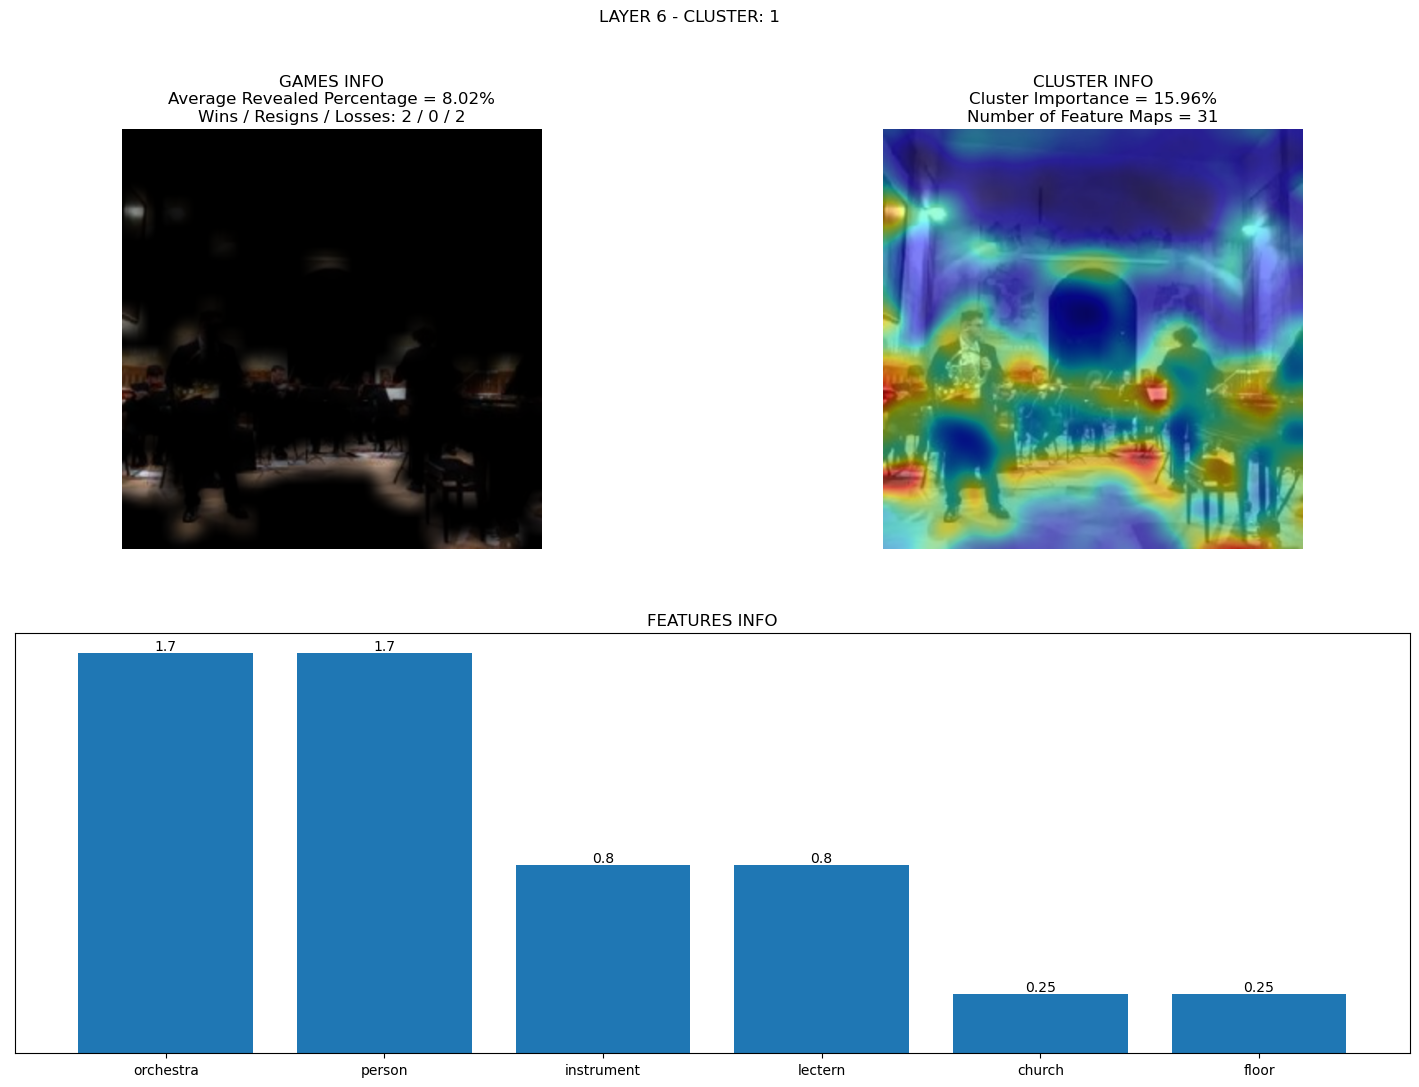 LAYER 6 - CLUSTER: 1
GAMES INFO
Average Revealed Percentage = 8.02%
Wins / Resigns / Losses: 2 / 0 / 2
CLUSTER INFO
Cluster Importance = 15.96%
Number of Feature Maps = 31
FEATURES INFO
1.7
1.7
0.8
0.8
0.25
0.25
orchestra
person
instrument
lectern
church
floor